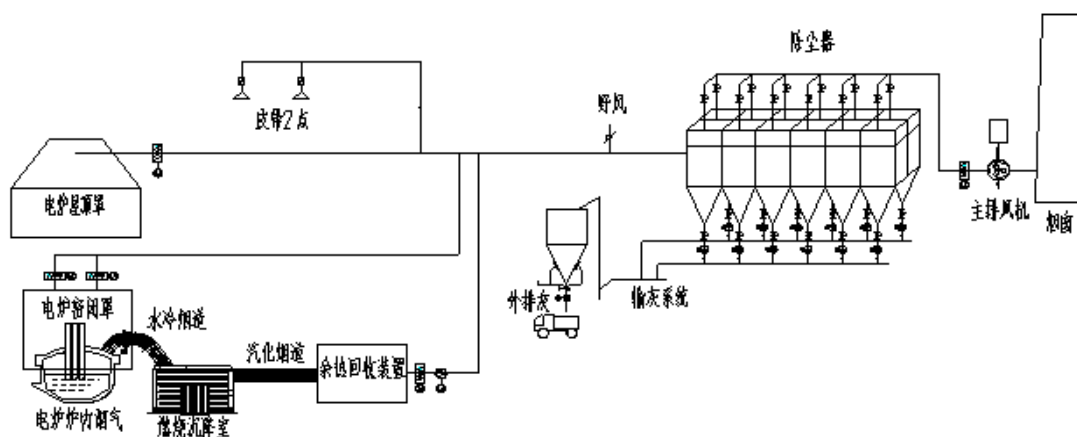 除尘器
野风
皮带2点
电炉屋顶罩
主排风机
烟囱
电炉密闭罩
水冷烟道
外排灰
输灰系统
汽化烟道
余热回收装置
电炉炉内烟气
燃烧沉降室